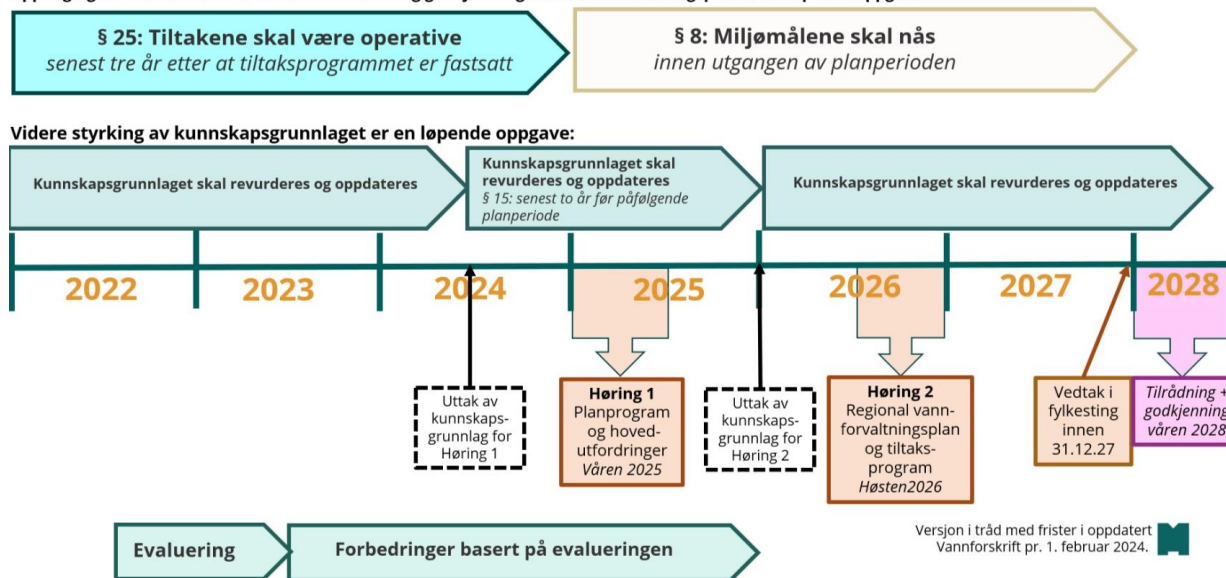 § 25: Tiltakene skal være operative
senest tre år etter at tiltaksprogrammet er fastsatt
§ 8: Miljømålene skal nås
innen utgangen av planperioden
Videre styrking av kunnskapsgrunnlaget er en løpende oppgave:
Kunnskapsgrunnlaget skal revurderes og oppdateres
Kunnskapsgrunnlaget skal
revurderes og oppdateres
§ 15: senest to år før påfølgende
planperiode
Kunnskapsgrunnlaget skal revurderes og oppdateres
2022
2023
2024
2025
2026
2027
2028
Uttak av
kunnskaps-
grunnlag for
Høring 1
Høring 1
Planprogram
og hoved-
utfordringer
Våren 2025
Uttak av
kunnskaps-
grunnlag for
Høring 2
Høring 2
Regional vann-
forvaltningsplan
og tiltaks-
program
Høsten2026
Vedtak i
fylkesting
innen
31.12.27
Tilrådning +
godkjenning
våren 2028
Evaluering
Forbedringer basert på evalueringen
Versjon i tråd med frister i oppdatert
Vannforskrift pr. 1. februar 2024.